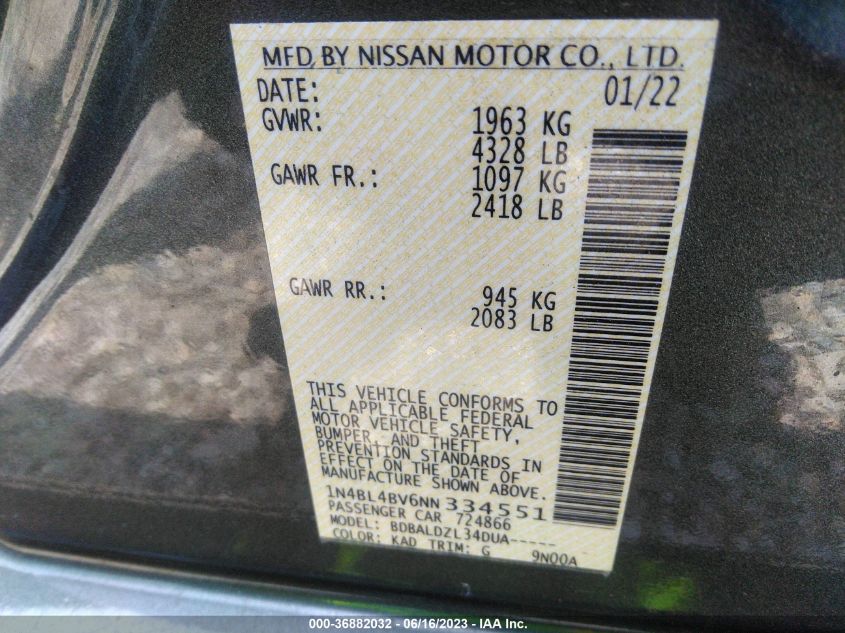 MFD. BY NISSAN MOTOR CO., LTD.
DATE: 01/22
GVWR: 1963 KG
4328 LB
GAWR FR.: 1097 KG
2418 LB
GAWR RR.: 945 KG
2083 LB
THIS VEHICLE CONFORMS TO
ALL APPLICABLE FEDERAL
MOTOR VEHICLE SAFETY,
BUMPER, AND THEFT
PREVENTION STANDARDS IN
EFFECT ON THE DATE OF
MANUFACTURE SHOWN ABOVE.
1N4BL4BV6NN 334551
PASSENGER CAR 724866
MODEL: BDBALDZL34DUA------
COLOR: KAD TRIM: G 9N00A
000-36882032 - 06/16/2023 - IAA Inc.